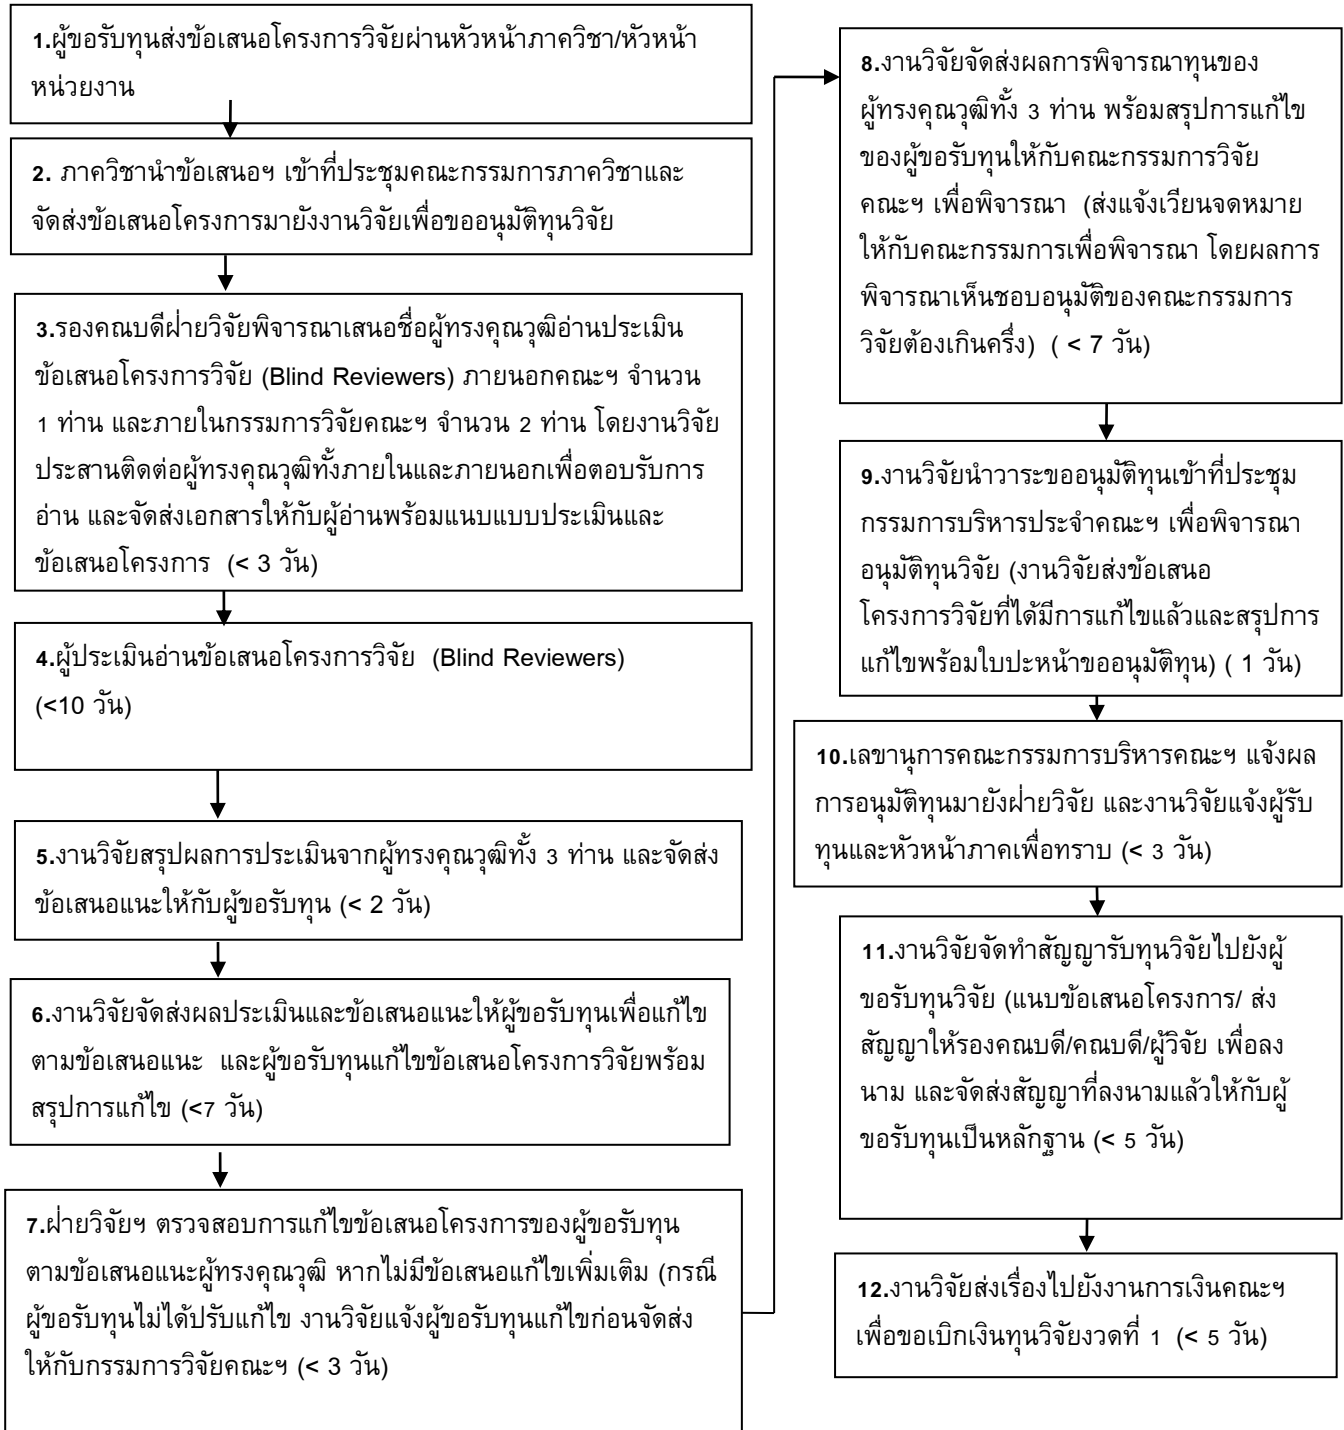 1.ผู้ขอรับทุนส่งข้อเสนอโครงการวิจัยผ่านหัวหน้าภาควิชา/หัวหน้า
หน่วยงาน
2. ภาควิชานำข้อเสนอฯ เข้าที่ประชุมคณะกรรมการภาควิชาและ
จัดส่งข้อเสนอโครงการมายังงานวิจัยเพื่อขออนุมัติทุนวิจัย
3.รองคณบดีฝ่ายวิจัยพิจารณาเสนอชื่อผู้ทรงคุณวุฒิอ่านประเมิน
ข้อเสนอโครงการวิจัย (Blind Reviewers) ภายนอกคณะฯ จำนวน
1 ท่าน และภายในกรรมการวิจัยคณะฯ จำนวน 2 ท่าน โดยงานวิจัย
ประสานติดต่อผู้ทรงคุณวุฒิทั้งภายในและภายนอกเพื่อตอบรับการ
อ่าน และจัดส่งเอกสารให้กับผู้อ่านพร้อมแนบแบบประเมินและ
ข้อเสนอโครงการ (< 3 วัน)
4.ผู้ประเมินอ่านข้อเสนอโครงการวิจัย (Blind Reviewers)
(<10 วัน)
5.งานวิจัยสรุปผลการประเมินจากผู้ทรงคุณวุฒิทั้ง 3 ท่าน และจัดส่ง
ข้อเสนอแนะให้กับผู้ขอรับทุน (< 2 วัน)
6.งานวิจัยจัดส่งผลประเมินและข้อเสนอแนะให้ผู้ขอรับทุนเพื่อแก้ไข
ตามข้อเสนอแนะ และผู้ขอรับทุนแก้ไขข้อเสนอโครงการวิจัยพร้อม
สรุปการแก้ไข (<7 วัน)
7.ฝ่ายวิจัยฯ ตรวจสอบการแก้ไขข้อเสนอโครงการของผู้ขอรับทุน
ตามข้อเสนอแนะผู้ทรงคุณวุฒิ หากไม่มีข้อเสนอแก้ไขเพิ่มเติม (กรณี
ผู้ขอรับทุนไม่ได้ปรับแก้ไข งานวิจัยแจ้งผู้ขอรับทุนแก้ไขก่อนจัดส่ง
ให้กับกรรมการวิจัยคณะฯ (< 3 วัน)
8.งานวิจัยจัดส่งผลการพิจารณาทุนของ
ผู้ทรงคุณวุฒิทั้ง 3 ท่าน พร้อมสรุปการแก้ไข
ของผู้ขอรับทุนให้กับคณะกรรมการวิจัย
คณะฯ เพื่อพิจารณา (ส่งแจ้งเวียนจดหมาย
ให้กับคณะกรรมการเพื่อพิจารณา โดยผลการ
พิจารณาเห็นชอบอนุมัติของคณะกรรมการ
วิจัยต้องเกินครึ่ง) ( < 7 วัน)
9.งานวิจัยนำวาระขออนุมัติทุนเข้าที่ประชุม
กรรมการบริหารประจำคณะฯ เพื่อพิจารณา
อนุมัติทุนวิจัย (งานวิจัยส่งข้อเสนอ
โครงการวิจัยที่ได้มีการแก้ไขแล้วและสรุปการ
แก้ไขพร้อมใบปะหน้าขออนุมัติทุน) ( 1 วัน)
10.เลขานุการคณะกรรมการบริหารคณะฯ แจ้งผล
การอนุมัติทุนมายังฝ่ายวิจัย และงานวิจัยแจ้งผู้รับ
ทุนและหัวหน้าภาคเพื่อทราบ (< 3 วัน)
11.งานวิจัยจัดทำสัญญารับทุนวิจัยไปยังผู้
ขอรับทุนวิจัย (แนบข้อเสนอโครงการ/ ส่ง
สัญญาให้รองคณบดี/คณบดี/ผู้วิจัย เพื่อลง
นาม และจัดส่งสัญญาที่ลงนามแล้วให้กับผู้
ขอรับทุนเป็นหลักฐาน (< 5 วัน)
12.งานวิจัยส่งเรื่องไปยังงานการเงินคณะฯ
เพื่อขอเบิกเงินทุนวิจัยงวดที่ 1 (< 5 วัน)